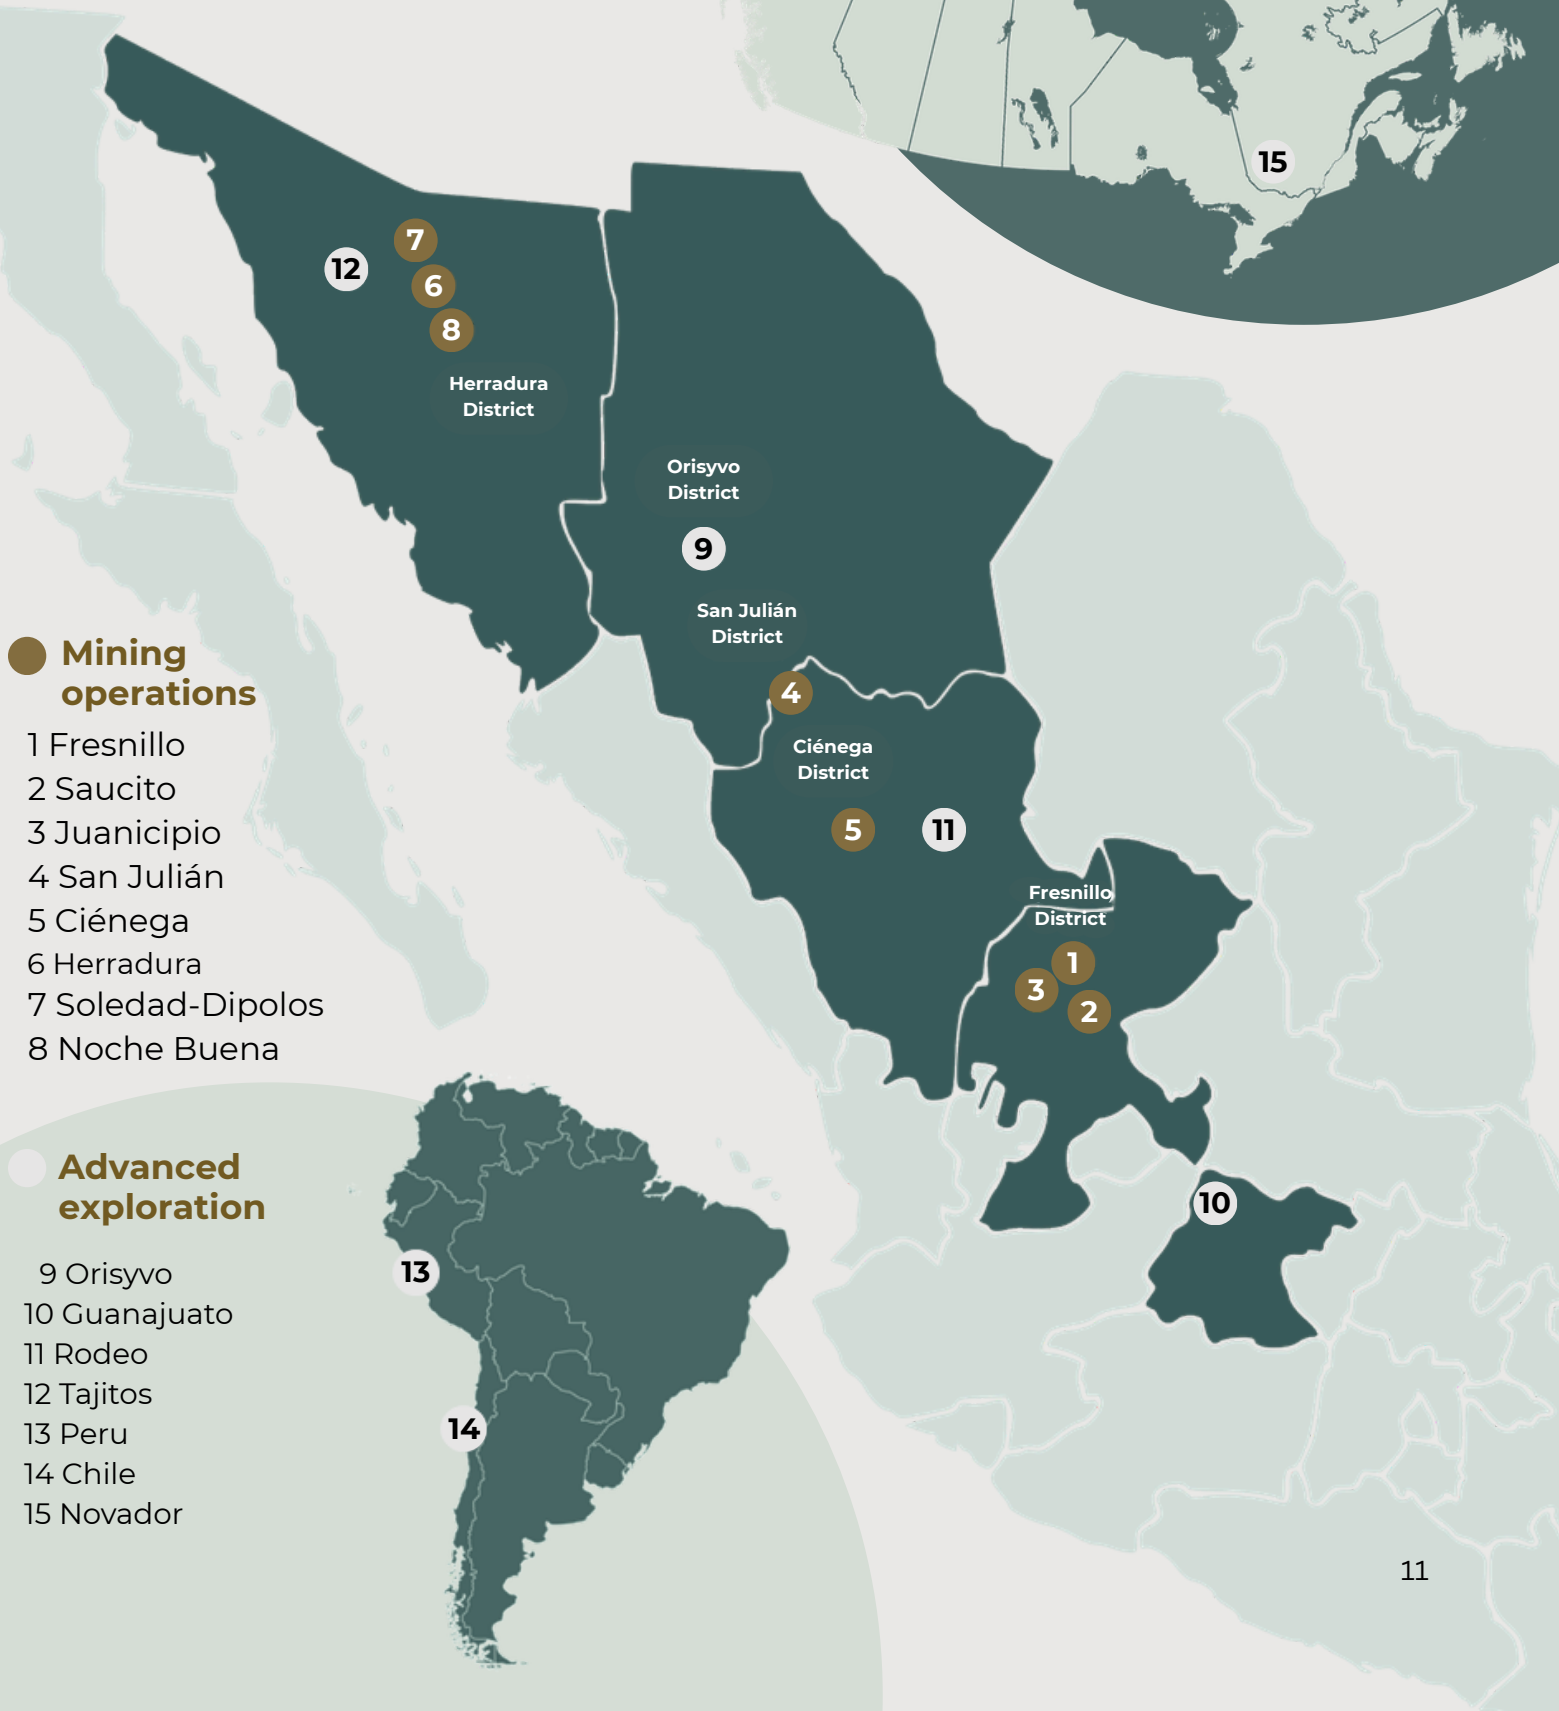 15
7
12
6
8
Herradura
District
Orisyvo
District
9
San Julián
District
4
Ciénega
District
5
11
Fresnillo
District
1
3
2
10
13
14
Mining
operations
1 Fresnillo
2 Saucito
3 Juanicipio
4 San Julián
5 Ciénega
6 Herradura
7 Soledad-Dipolos
8 Noche Buena
Advanced
exploration
9 Orisyvo
10 Guanajuato
11 Rodeo
12 Tajitos
13 Peru
14 Chile
15 Novador
11